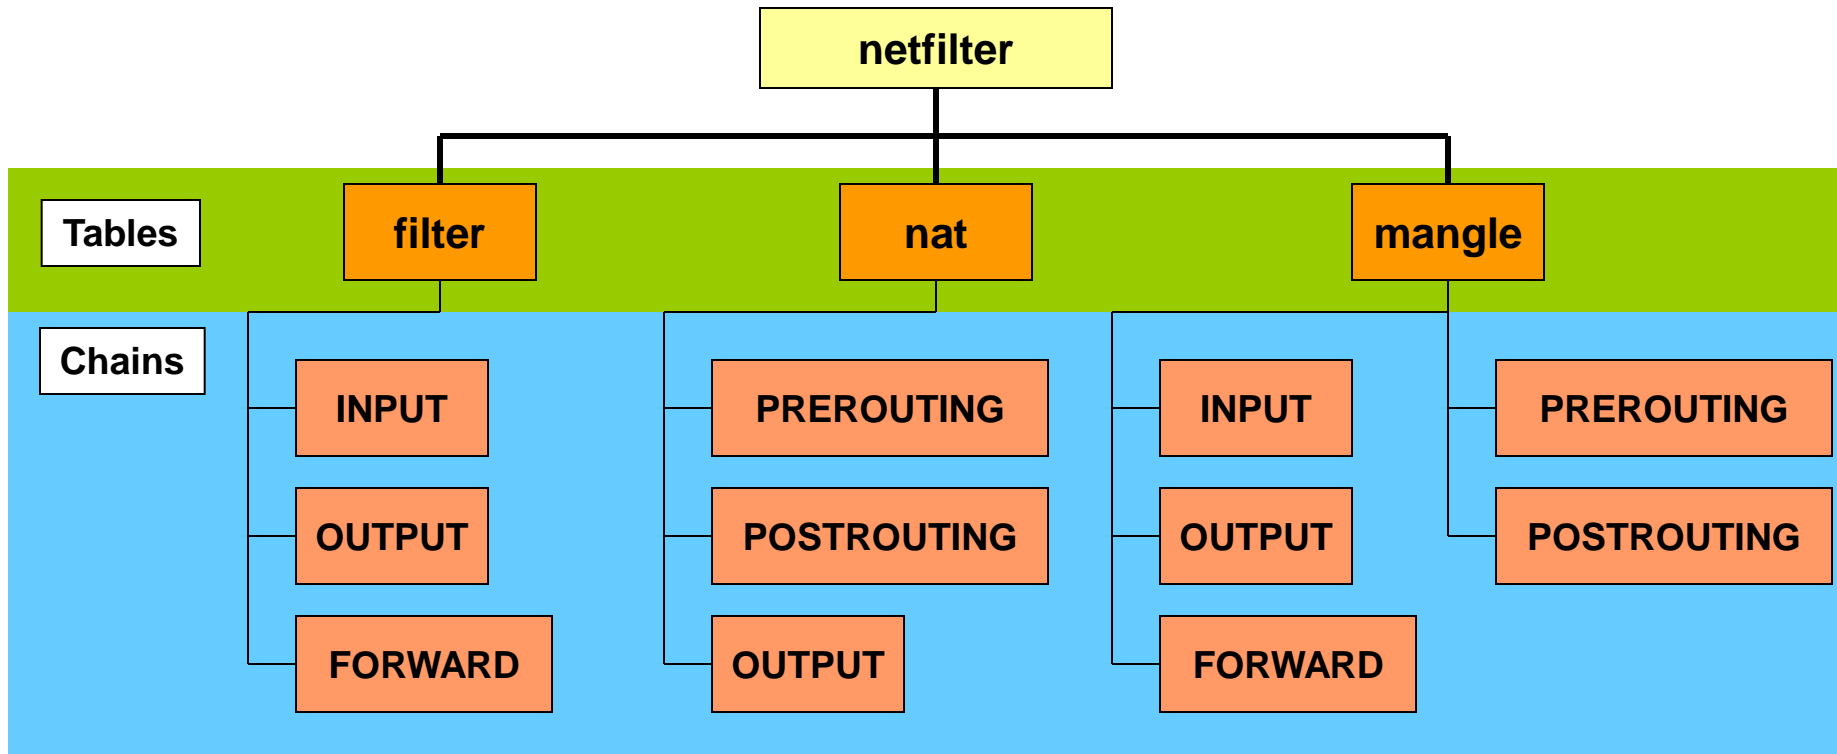 netfilter
Tables
filter
nat
mangle
Chains
INPUT
PREROUTING
INPUT
PREROUTING
OUTPUT
POSTROUTING
OUTPUT
POSTROUTING
FORWARD
OUTPUT
FORWARD